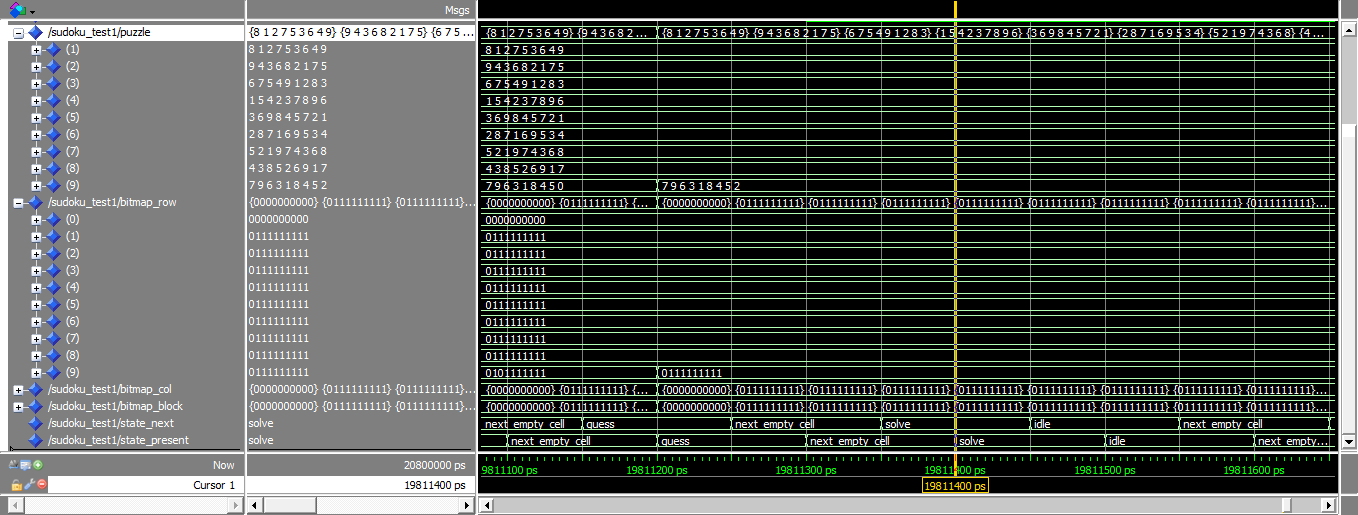 Msgs
/sudoku_test1/puzzle {8 1 2 7 5 3 6 4 9} {9 4 3 6 8 2 1 7 5} {6 7 5 ... {8 1 2 7 5 3 6 4 9} {9 4 3 6 8 2 ... {8 1 2 7 5 3 6 4 9} {9 4 3 6 8 2 1 7 5} {6 7 5 4 9 1 2 8 3} {1 5 4 2 3 7 8 9 6} {3 6 9 8 4 5 7 2 1} {2 8 7 1 6 9 5 3 4} {5 2 1 9 7 4 3 6 8} {4 ...
(1) 8 1 2 7 5 3 6 4 9 8 1 2 7 5 3 6 4 9
(2) 9 4 3 6 8 2 1 7 5 9 4 3 6 8 2 1 7 5
(3) 6 7 5 4 9 1 2 8 3 6 7 5 4 9 1 2 8 3
(4) 1 5 4 2 3 7 8 9 6 1 5 4 2 3 7 8 9 6
(5) 3 6 9 8 4 5 7 2 1 3 6 9 8 4 5 7 2 1
(6) 2 8 7 1 6 9 5 3 4 2 8 7 1 6 9 5 3 4
(7) 5 2 1 9 7 4 3 6 8 5 2 1 9 7 4 3 6 8
(8) 4 3 8 5 2 6 9 1 7 4 3 8 5 2 6 9 1 7
(9) 7 9 6 3 1 8 4 5 2 7 9 6 3 1 8 4 5 0 7 9 6 3 1 8 4 5 2
/sudoku_test1/bitmap_row {0000000000} {0111111111} {0111111111}... {0000000000} {0111111111} {... {0000000000} {0111111111} {0111111111} {0111111111} {0111111111} {0111111111} {0111111111} {0111111111} {0111111111}...
(0) 0000000000 0000000000
(1) 0111111111 0111111111
(2) 0111111111 0111111111
(3) 0111111111 0111111111
(4) 0111111111 0111111111
(5) 0111111111 0111111111
(6) 0111111111 0111111111
(7) 0111111111 0111111111
(8) 0111111111 0111111111
(9) 0111111111 0101111111 0111111111
/sudoku_test1/bitmap_col {0000000000} {0111111111} {0111111111}... {0000000000} {0111111111} {... {0000000000} {0111111111} {0111111111} {0111111111} {0111111111} {0111111111} {0111111111} {0111111111} {0111111111}...
/sudoku_test1/bitmap_block {0000000000} {0111111111} {0111111111}... {0000000000} {0111111111} {... {0000000000} {0111111111} {0111111111} {0111111111} {0111111111} {0111111111} {0111111111} {0111111111} {0111111111}...
/sudoku_test1/state_next solve next_empty_cell guess next_empty_cell solve idle next_empty_cell
/sudoku_test1/state_present solve next_empty_cell guess next_empty_cell solve idle next_empty...
Now 20800000 ps 9811100 ps 19811200 ps 19811300 ps 19811400 ps 19811500 ps 19811600 ps
Cursor 1 19811400 ps 19811400 ps